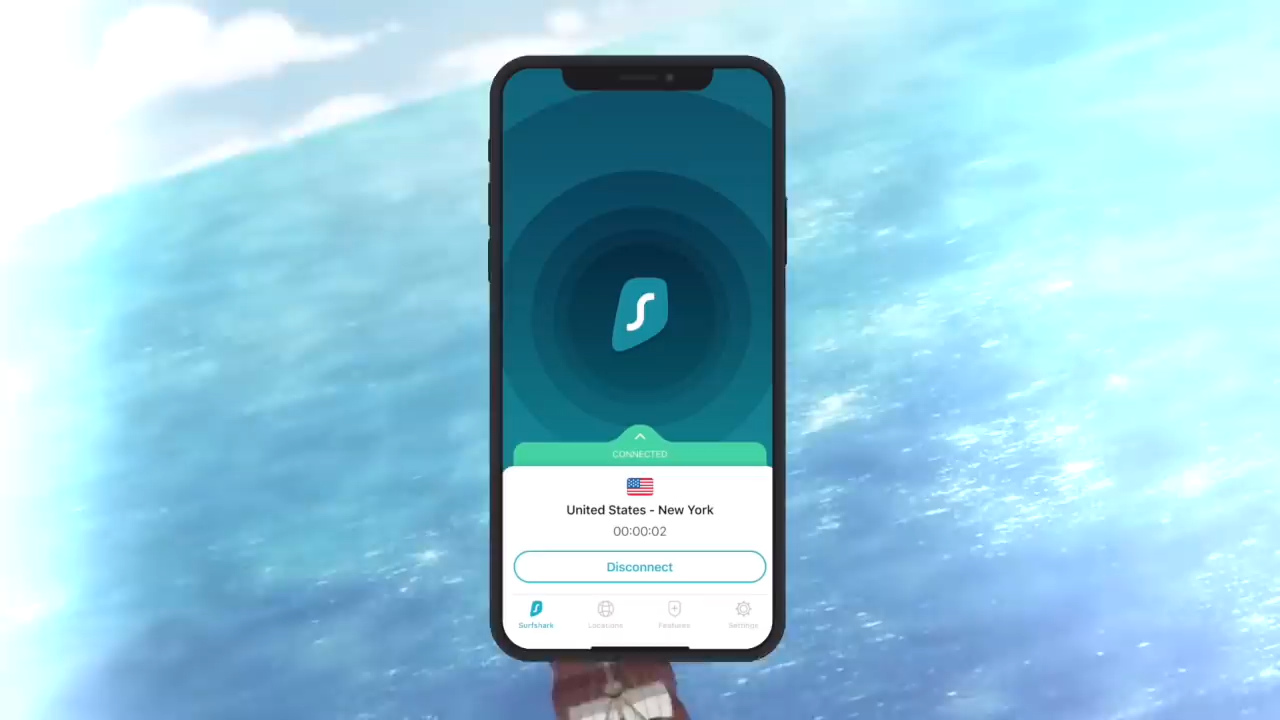 CONNECTED
United States - New York
00:00:02
Disconnect
Surfshark
Locations
Features
Settings